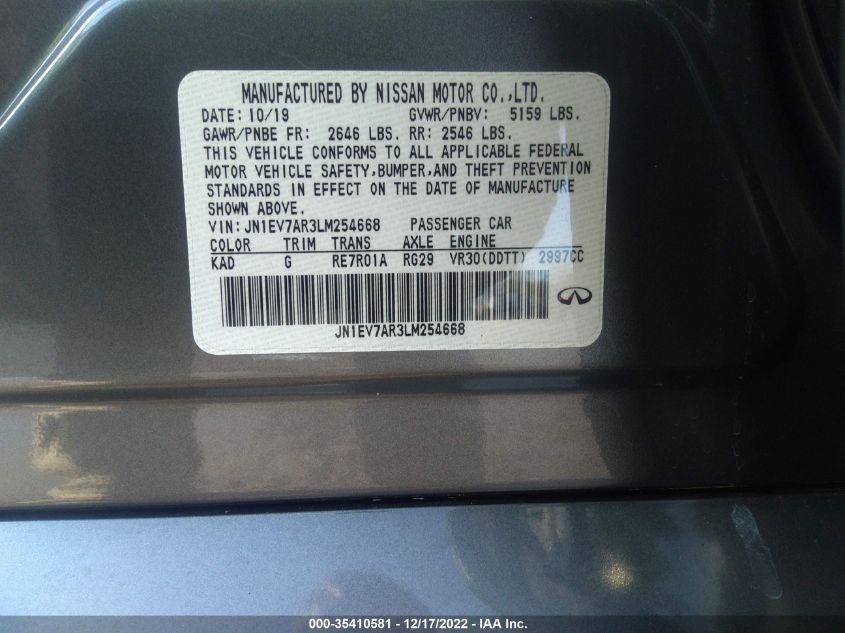 MANUFACTURED BY NISSAN MOTOR CO.,LTD.
DATE: 10/19 GVWR/PNBV: 5159 LBS.
GAWR/PNBE FR: 2646 LBS. RR: 2546 LBS.
THIS VEHICLE CONFORMS TO ALL APPLICABLE FEDERAL
MOTOR VEHICLE SAFETY,BUMPER,AND THEFT PREVENTION
STANDARDS IN EFFECT ON THE DATE OF MANUFACTURE
SHOWN ABOVE.
VIN: JN1EV7AR3LM254668 PASSENGER CAR
COLOR TRIM TRANS AXLE ENGINE
KAD G RE7R01A RG29 VR30(DDTT) 2997CC
JN1EV7AR3LM254668
000-35410581 - 12/17/2022 - IAA Inc.